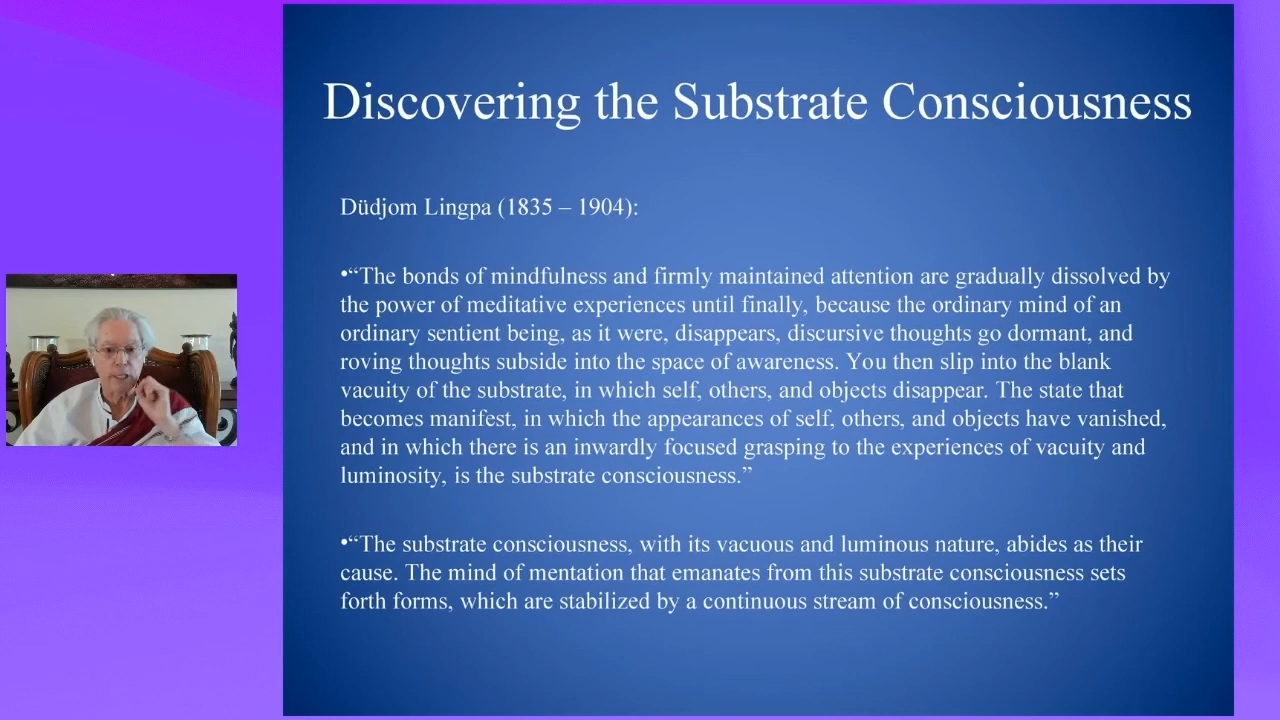 Discovering the Substrate Consciousness
Düdjom Lingpa (1835 – 1904):
•“The bonds of mindfulness and firmly maintained attention are gradually dissolved by
the power of meditative experiences until finally, because the ordinary mind of an
ordinary sentient being, as it were, disappears, discursive thoughts go dormant, and
roving thoughts subside into the space of awareness. You then slip into the blank
vacuity of the substrate, in which self, others, and objects disappear. The state that
becomes manifest, in which the appearances of self, others, and objects have vanished,
and in which there is an inwardly focused grasping to the experiences of vacuity and
luminosity, is the substrate consciousness.”
•“The substrate consciousness, with its vacuous and luminous nature, abides as their
cause. The mind of mentation that emanates from this substrate consciousness sets
forth forms, which are stabilized by a continuous stream of consciousness.”